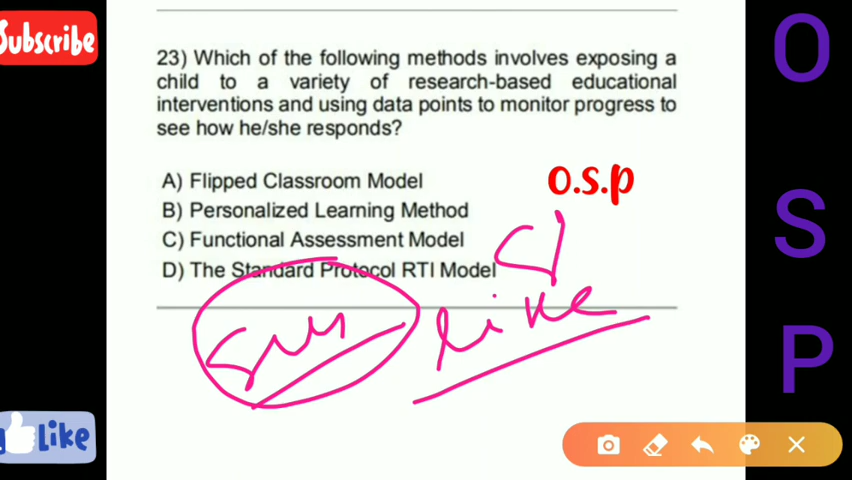 Subscribe
23) Which of the following methods involves exposing a
child to a variety of research-based educational
interventions and using data points to monitor progress to
see how he/she responds?
A) Flipped Classroom Model
B) Personalized Learning Method
C) Functional Assessment Model
D) The Standard Protocol RTI Model
O.S.P
like
Like
O
S
P